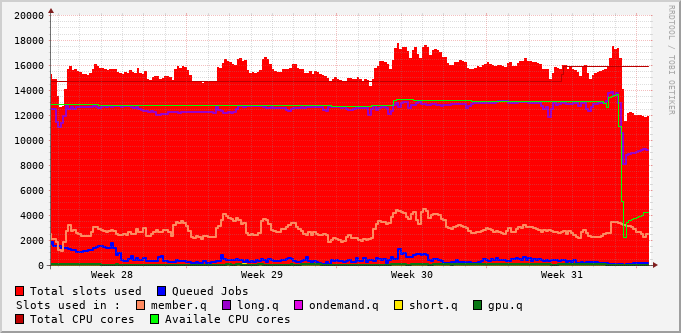 20000
18000
16000
14000
12000
10000
8000
6000
4000
2000
0
Week 28 Week 29 Week 30 Week 31
RRDTOOL / TOBI OETIKER
Total slots used Queued Jobs
Slots used in : member.q long.q ondemand.q short.q gpu.q
Total CPU cores Availale CPU cores